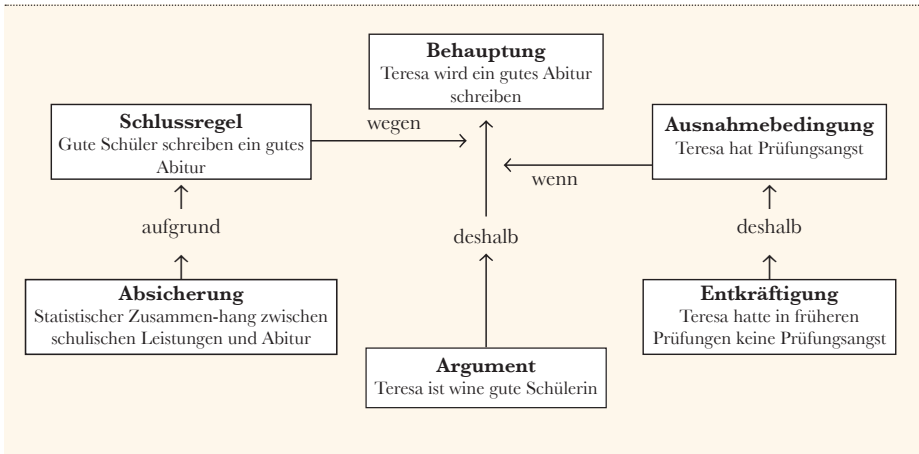 Behauptung
Teresa wird ein gutes Abitur
schreiben
Schlussregel
Gute Schüler schreiben ein gutes
Abitur
wegen
Ausnahmebedingung
Teresa hat Prüfungsangst
wenn
aufgrund
deshalb
deshalb
Absicherung
Statistischer Zusammen-hang zwischen
schulischen Leistungen und Abitur
Entkräftigung
Teresa hatte in früheren
Prüfungen keine Prüfungsangst
Argument
Teresa ist wine gute Schülerin